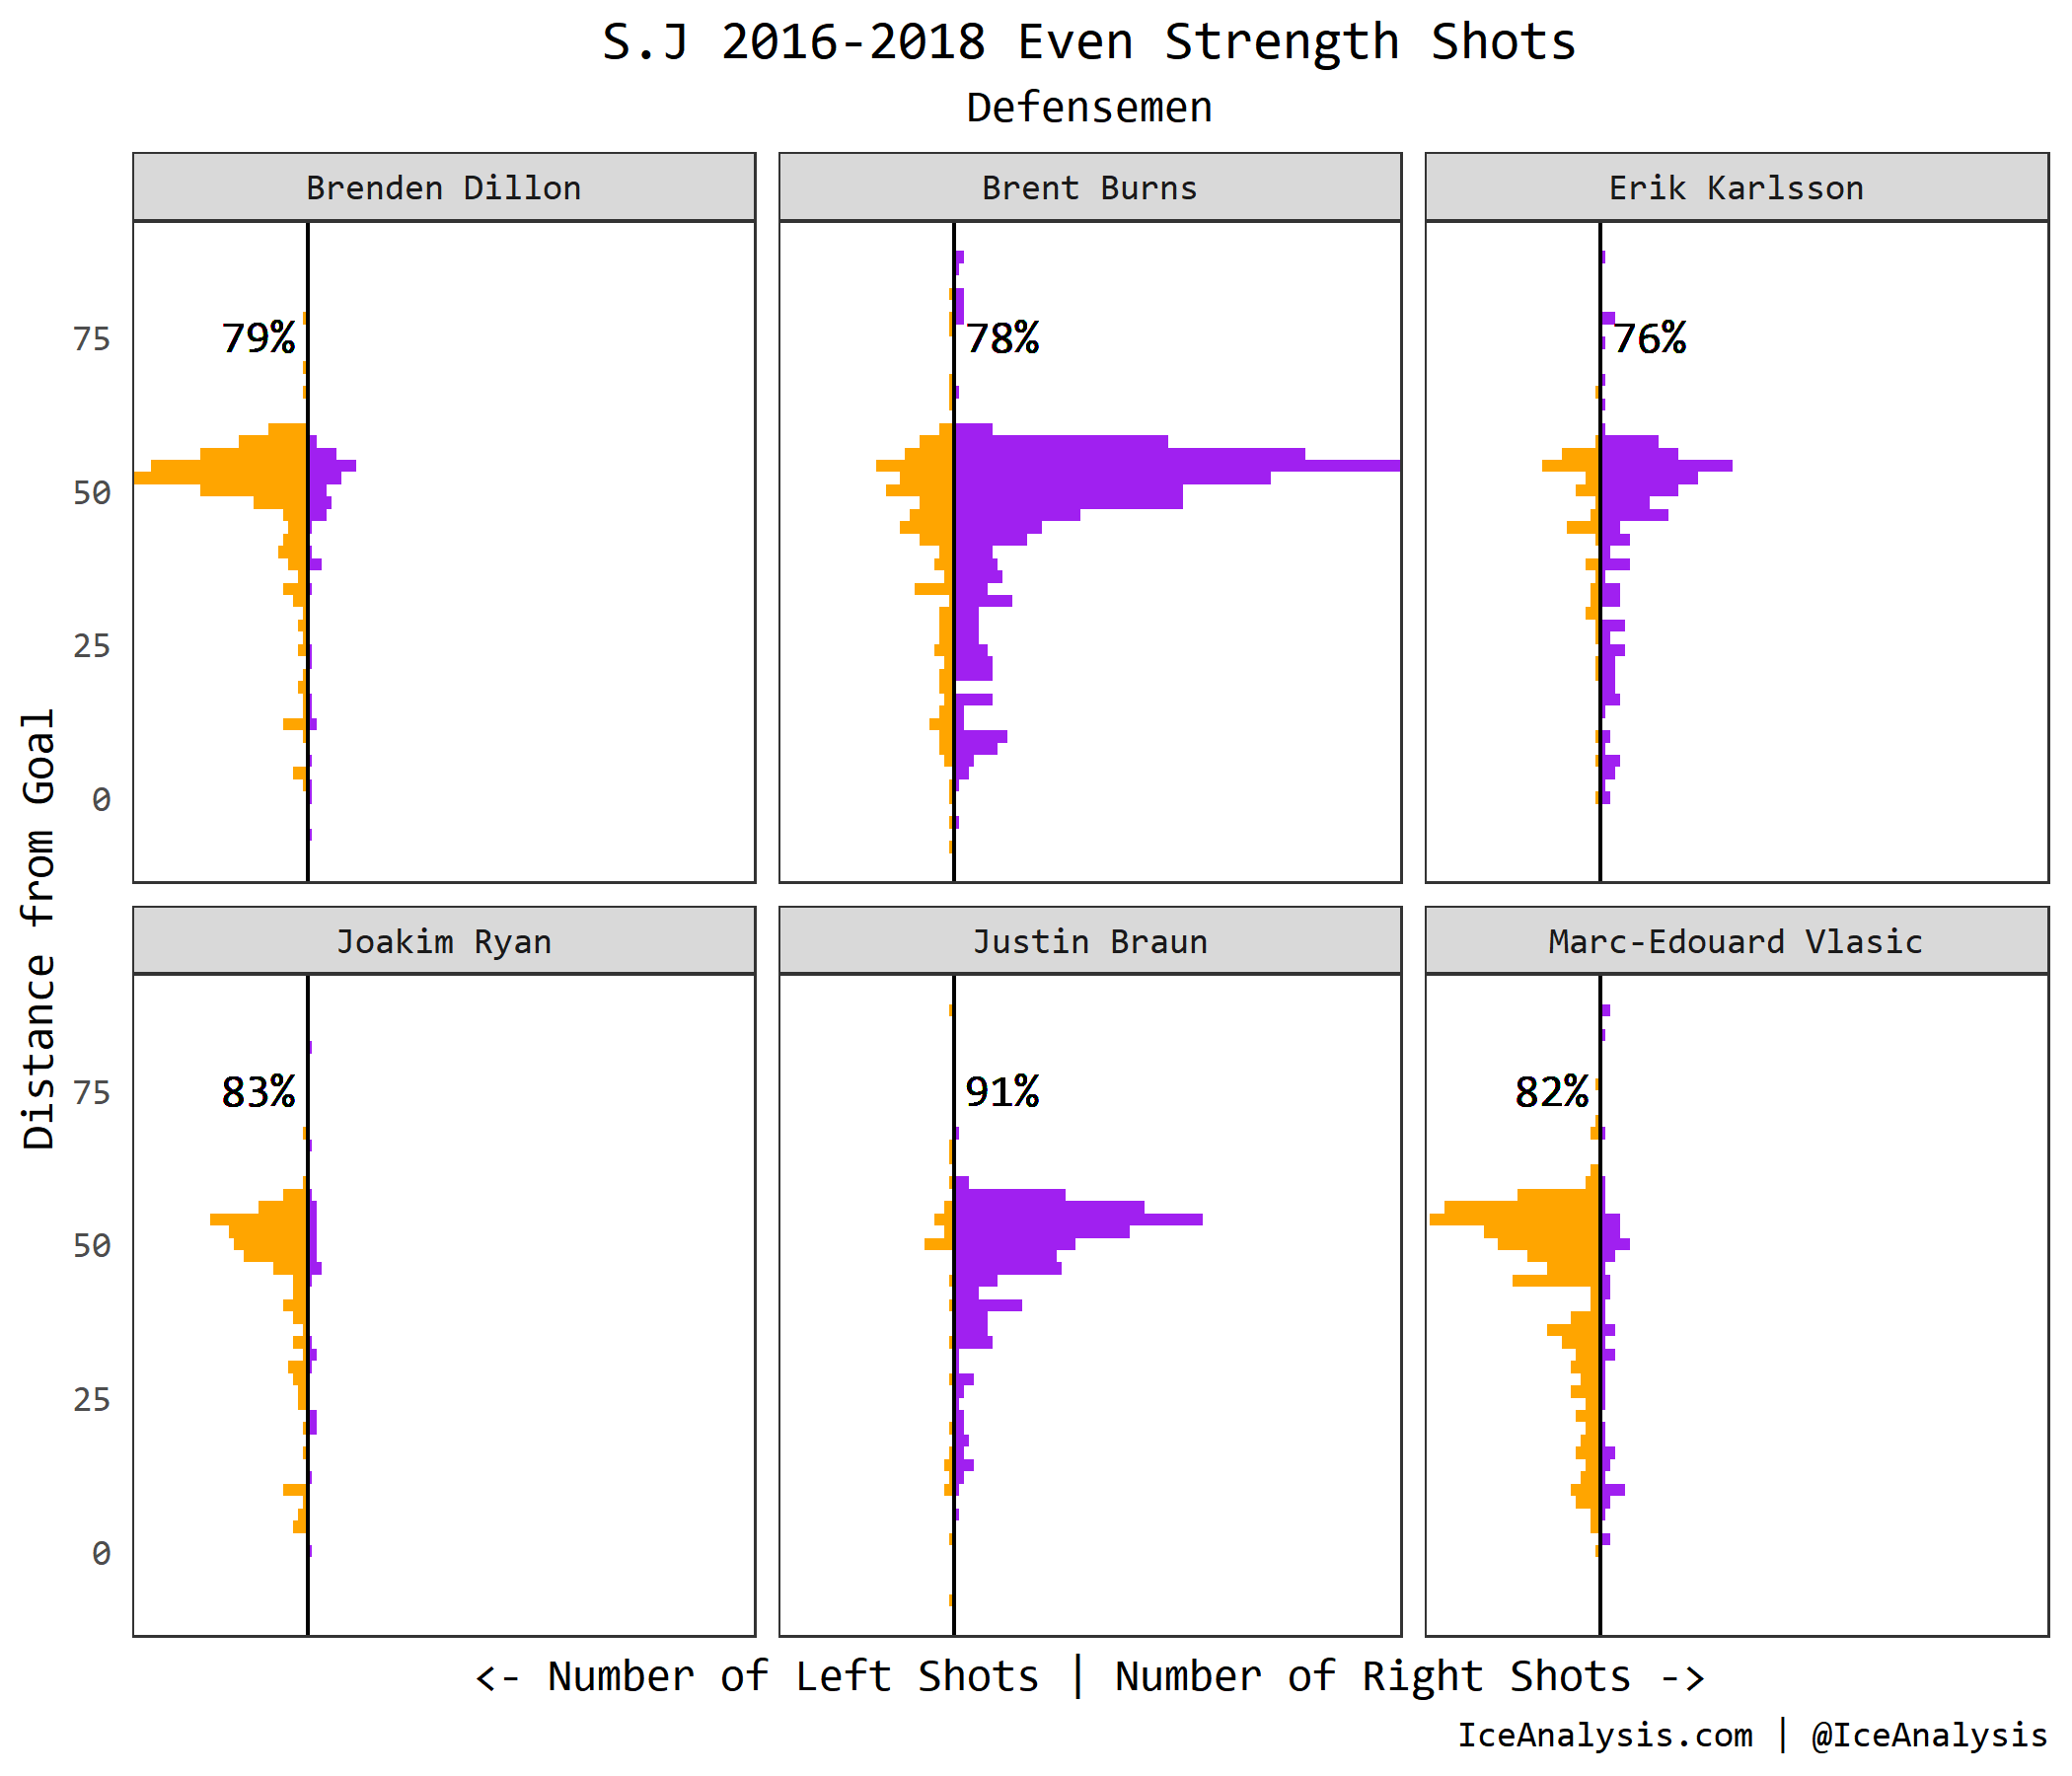 S.J 2016-2018 Even Strength Shots
Defensemen
Brenden Dillon
Brent Burns
Erik Karlsson
75
50
25
0
79%
78%
76%
Joakim Ryan
Justin Braun
Marc-Edouard Vlasic
75
50
25
0
83%
91%
82%
Distance from Goal
<- Number of Left Shots | Number of Right Shots ->
IceAnalysis.com | @IceAnalysis